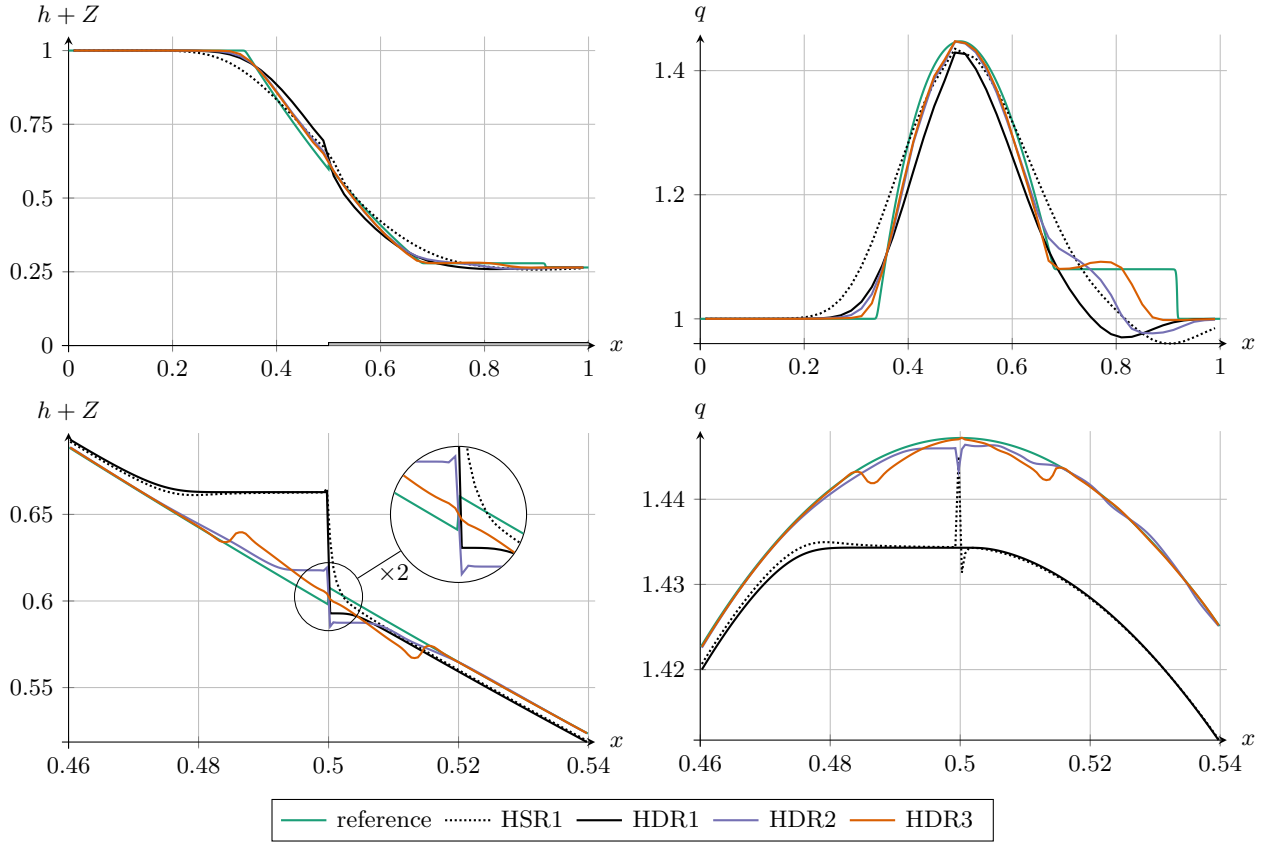 h + Z
1
0.75
0.5
0.25
0
0 0.2 0.4 0.6 0.8 1
x
q
1.4
1.2
1
0 0.2 0.4 0.6 0.8 1
x
h + Z
0.65
0.6
0.55
×2
0.46 0.48 0.5 0.52 0.54
x
q
1.44
1.43
1.42
0.46 0.48 0.5 0.52 0.54
x
reference HSR1 HDR1 HDR2 HDR3